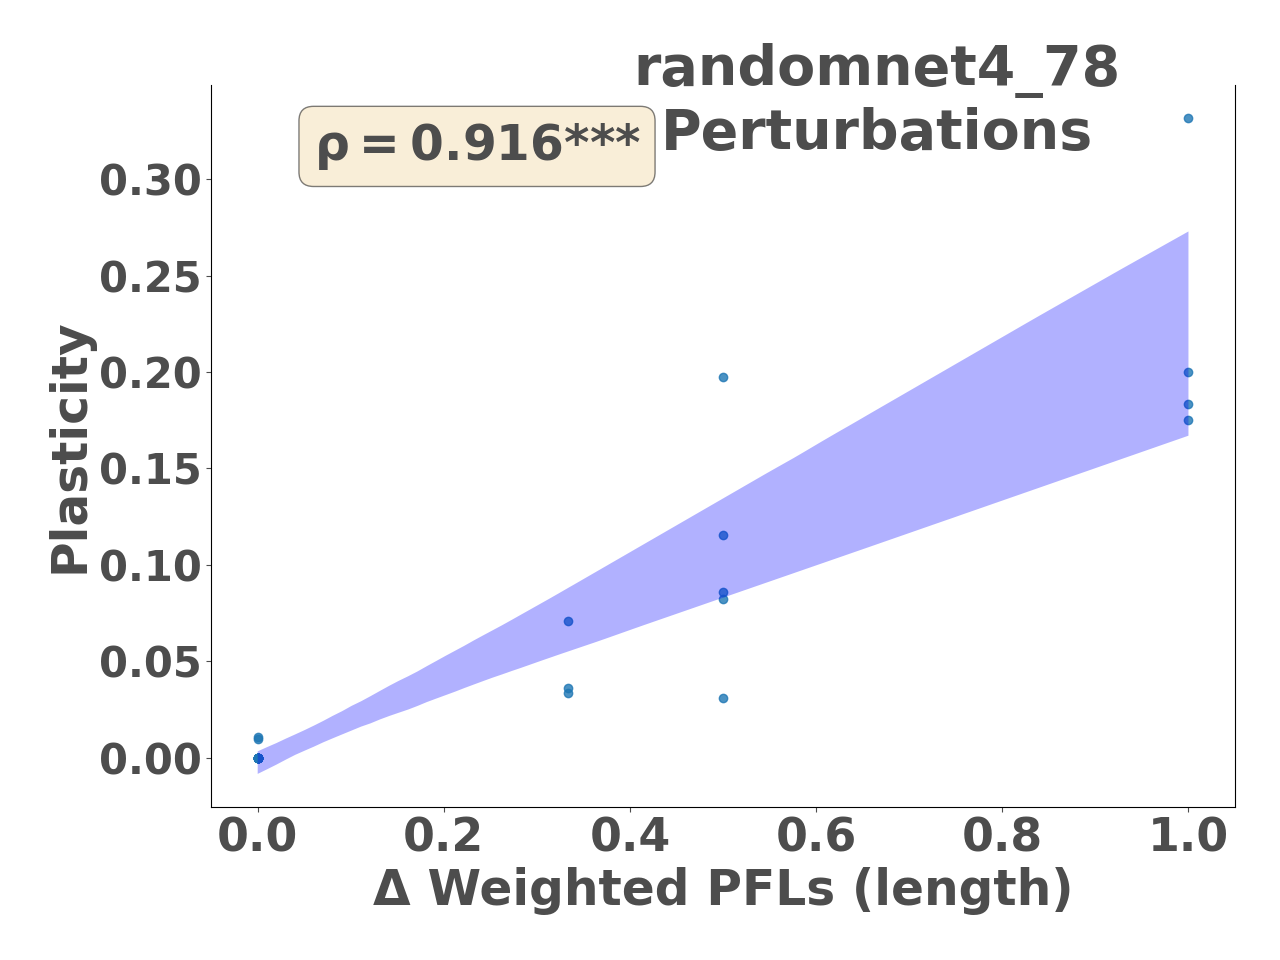 randomnet4_78
Perturbations
ρ = 0.916***
0.30
0.25
0.20
0.15
0.10
0.05
0.00
Plasticity
0.0 0.2 0.4 0.6 0.8 1.0
Δ Weighted PFLs (length)